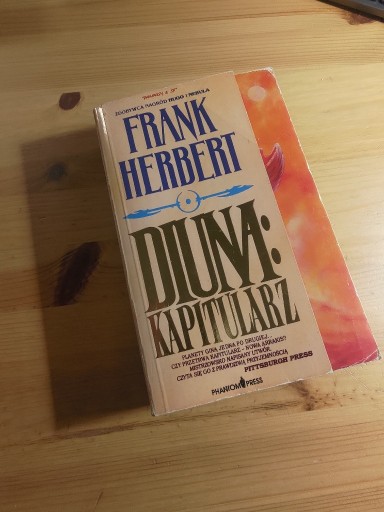 ZDOBYWCA NAGRÓD HUGO I NEBULA
FRANK
HERBERT
DIUNA:
KAPITULARZ
PLANETY GINĄ JEDNA PO DRUGIEJ...
CZY PRZETRWA KAPITULARZ – NOWA ARRAKIS?
MISTRZOWSKO NAPISANY UTWÓR.
CZYTA SIĘ GO Z PRAWDZIWĄ PRZYJEMNOŚCIĄ
PITTSBURGH PRESS
PHANTOM PRESS